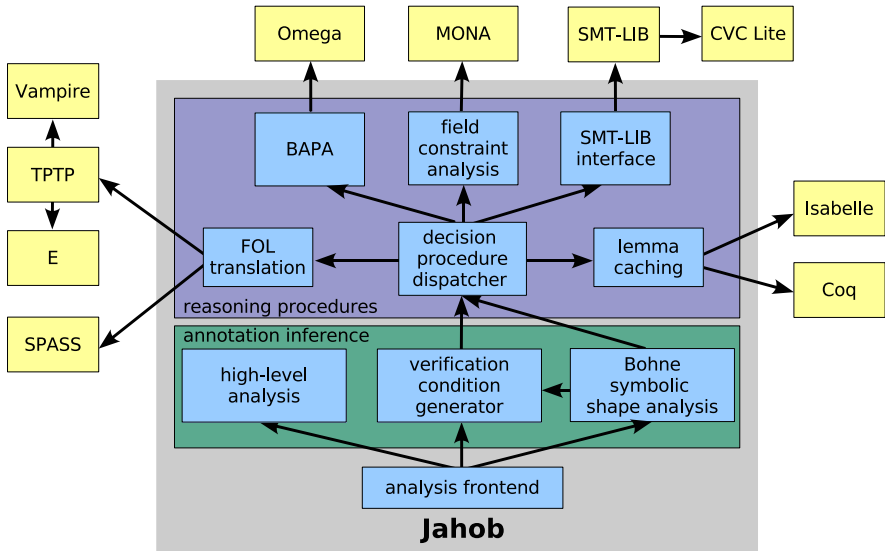 Omega
MONA
SMT-LIB
CVC Lite
Vampire
TPTP
E
SPASS
BAPA
field
constraint
analysis
SMT-LIB
interface
FOL
translation
decision
procedure
dispatcher
lemma
caching
Isabelle
Coq
reasoning procedures
annotation inference
high-level
analysis
verification
condition
generator
Bohne
symbolic
shape analysis
analysis frontend
Jahob